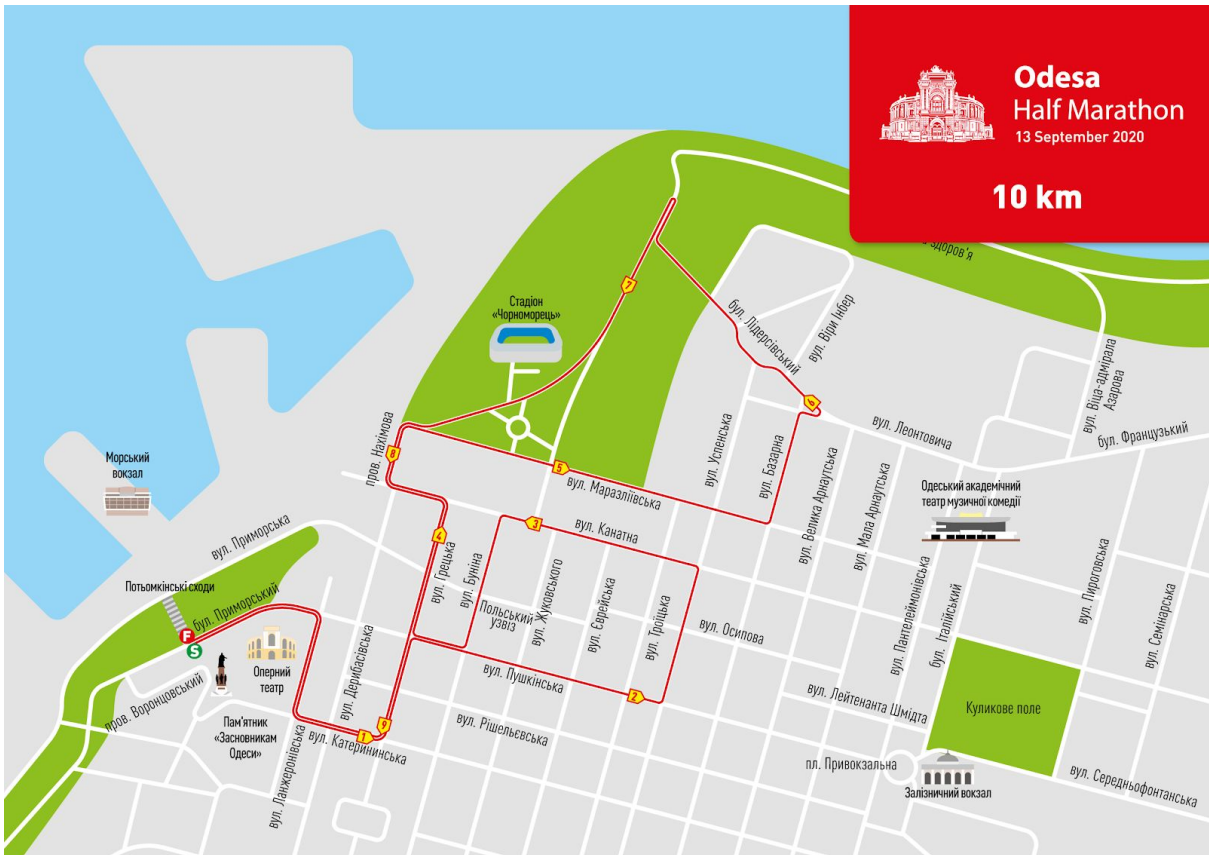 Odesa
Half Marathon
13 September 2020
10 km
здоров'я
7
Стадіон
«Чорноморець»
бул. Лідерсівський
вул. Віри Інбер
6
вул. Віца-адмірала
Азарова
бул. Французький
вул. Леонтовича
пров. Нахімова
8
5
вул. Маразліївська
вул. Успенська
вул. Базарна
вул. Велика Арнаутська
вул. Мала Арнаутська
Одеський академічний
театр музичної комедії
Морський
вокзал
вул. Приморська
4
3
вул. Канатна
вул. Грецька
вул. Буніна
Польський
узвіз
вул. Жуковського
вул. Єврейська
вул. Троїцька
вул. Осипова
вул. Пантелеймонівська
бул. Італійський
вул. Пироговська
вул. Семінарська
Потьомкінські сходи
бул. Приморський
F
S
Оперний
театр
пров. Воронцовський
Пам'ятник
«Засновникам
Одеси»
вул. Дерибасівська
вул. Ланжеронівська
1
9
вул. Катерининська
вул. Пушкінська
2
вул. Рішельєвська
вул. Лейтенанта Шмідта
Куликове поле
пл. Привокзальна
Залізничний вокзал
вул. Середньофонтанська